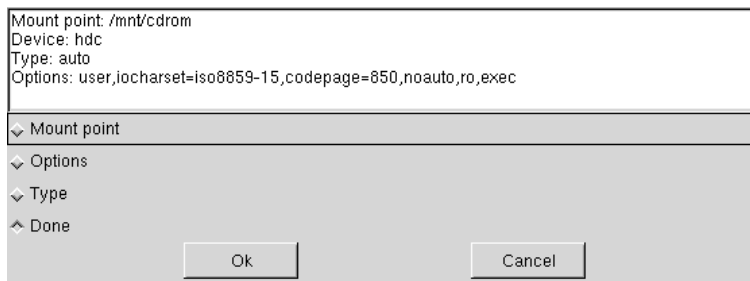 Mount point: /mnt/cdrom
Device: hdc
Type: auto
Options: user,iocharset=iso8859-15,codepage=850,noauto,ro,exec
Mount point
Options
Type
Done
Ok
Cancel